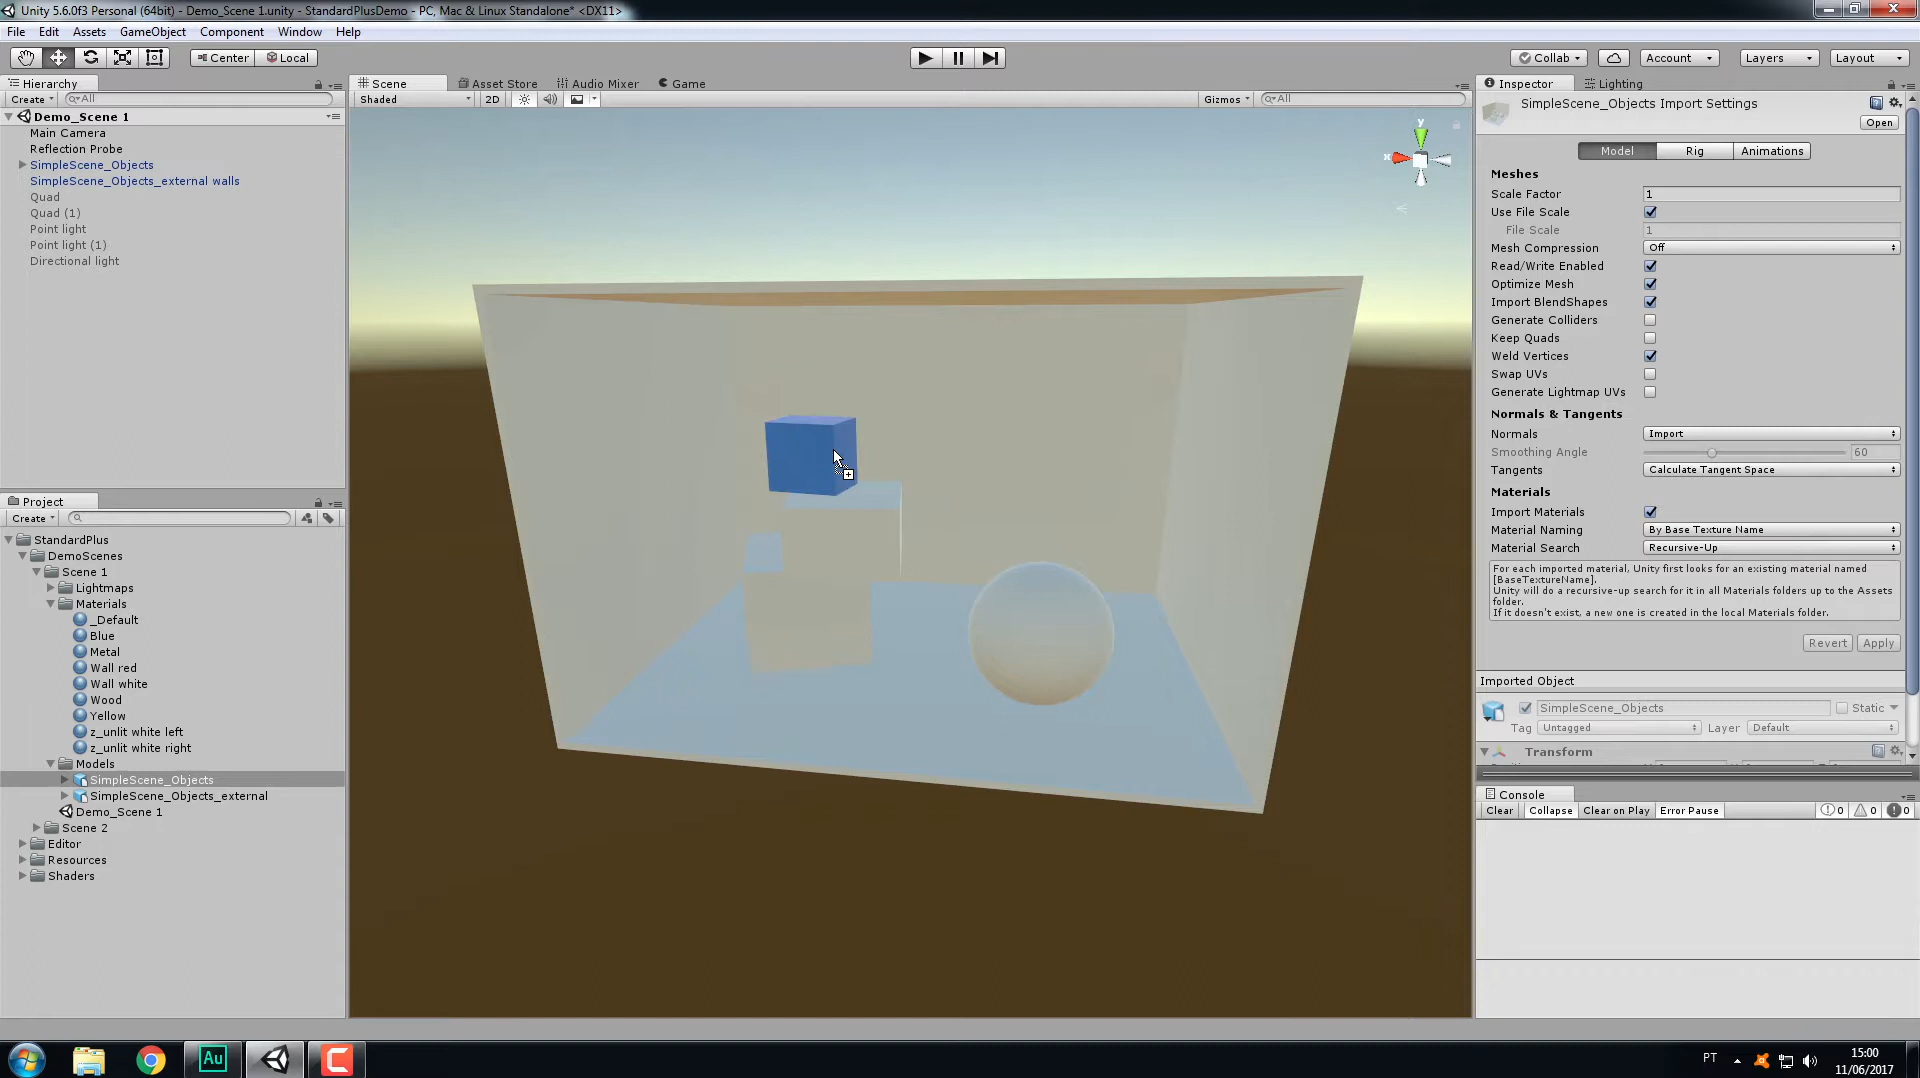 Unity 5.6.0f3 Personal (64bit) - Demo_Scene 1.unity - StandardPlusDemo - PC, Mac & Linux Standalone* <DX11>
File Edit Assets GameObject Component Window Help
Center Local Collab Account Layers Layout
Hierarchy
Create All
Demo_Scene 1
Main Camera
Reflection Probe
SimpleScene_Objects
SimpleScene_Objects_external walls
Quad
Quad (1)
Point light
Point light (1)
Directional light
Project
Create
StandardPlus
DemoScenes
Scene 1
Lightmaps
Materials
_Default
Blue
Metal
Wall red
Wall white
Wood
Yellow
z_unlit white left
z_unlit white right
Models
SimpleScene_Objects
SimpleScene_Objects_external
Demo_Scene 1
Scene 2
Editor
Resources
Shaders
Scene Asset Store Audio Mixer Game
Shaded 2D Gizmos All
y
x
Inspector Lighting
SimpleScene_Objects Import Settings
Open
Model Rig Animations
Meshes
Scale Factor 1
Use File Scale
File Scale 1
Mesh Compression Off
Read/Write Enabled
Optimize Mesh
Import BlendShapes
Generate Colliders
Keep Quads
Weld Vertices
Swap UVs
Generate Lightmap UVs
Normals & Tangents
Normals Import
Smoothing Angle 60
Tangents Calculate Tangent Space
Materials
Import Materials
Material Naming By Base Texture Name
Material Search Recursive-Up
For each imported material, Unity first looks for an existing material named
[BaseTextureName].
Unity will do a recursive-up search for it in all Materials folders up to the Assets
folder.
If it doesn't exist, a new one is created in the local Materials folder.
Revert Apply
Imported Object
SimpleScene_Objects Static
Tag Untagged Layer Default
Transform
Console
Clear Collapse Clear on Play Error Pause 0 0 0
Au
PT
15:00
11/06/2017